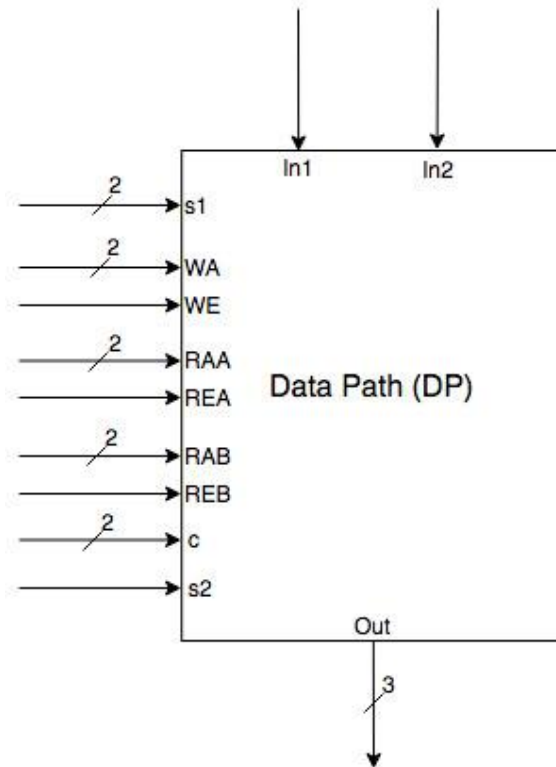 In1
In2
2
s1
2
WA
WE
2
RAA
REA
Data Path (DP)
2
RAB
REB
2
c
s2
Out
3